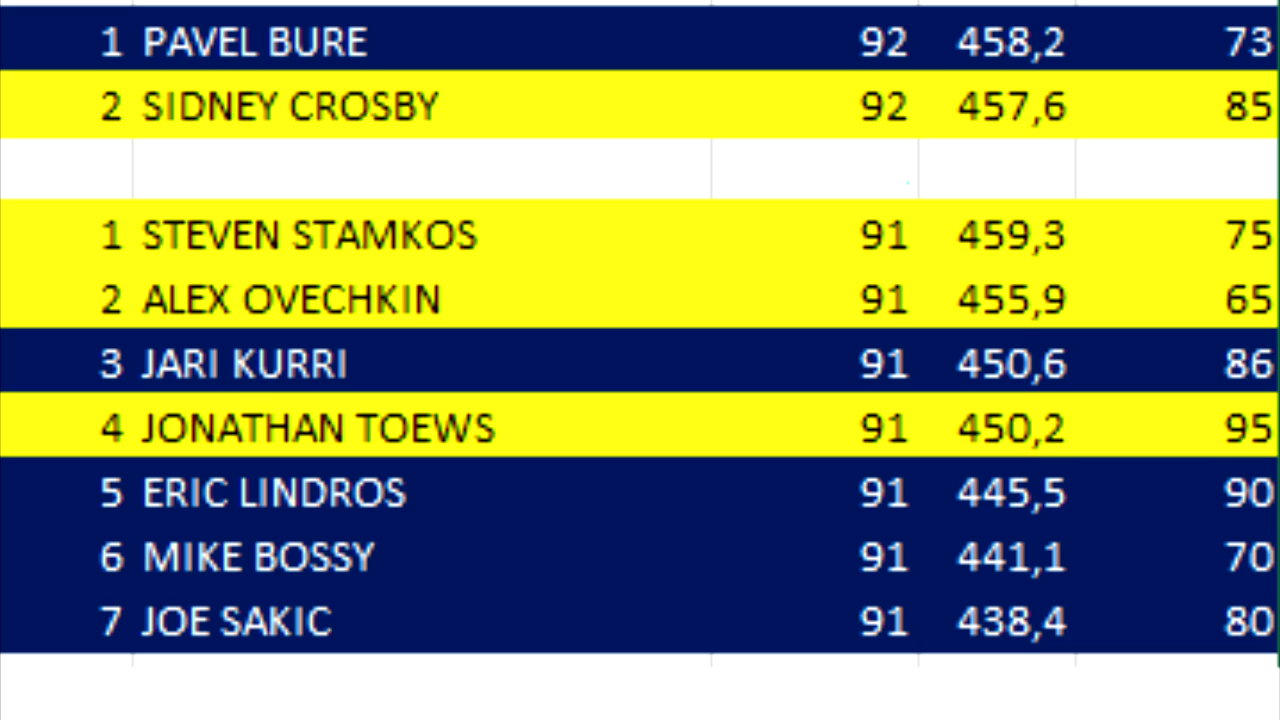 1 PAVEL BURE 92 458,2 73
2 SIDNEY CROSBY 92 457,6 85
1 STEVEN STAMKOS 91 459,3 75
2 ALEX OVECHKIN 91 455,9 65
3 JARI KURRI 91 450,6 86
4 JONATHAN TOEWS 91 450,2 95
5 ERIC LINDROS 91 445,5 90
6 MIKE BOSSY 91 441,1 70
7 JOE SAKIC 91 438,4 80